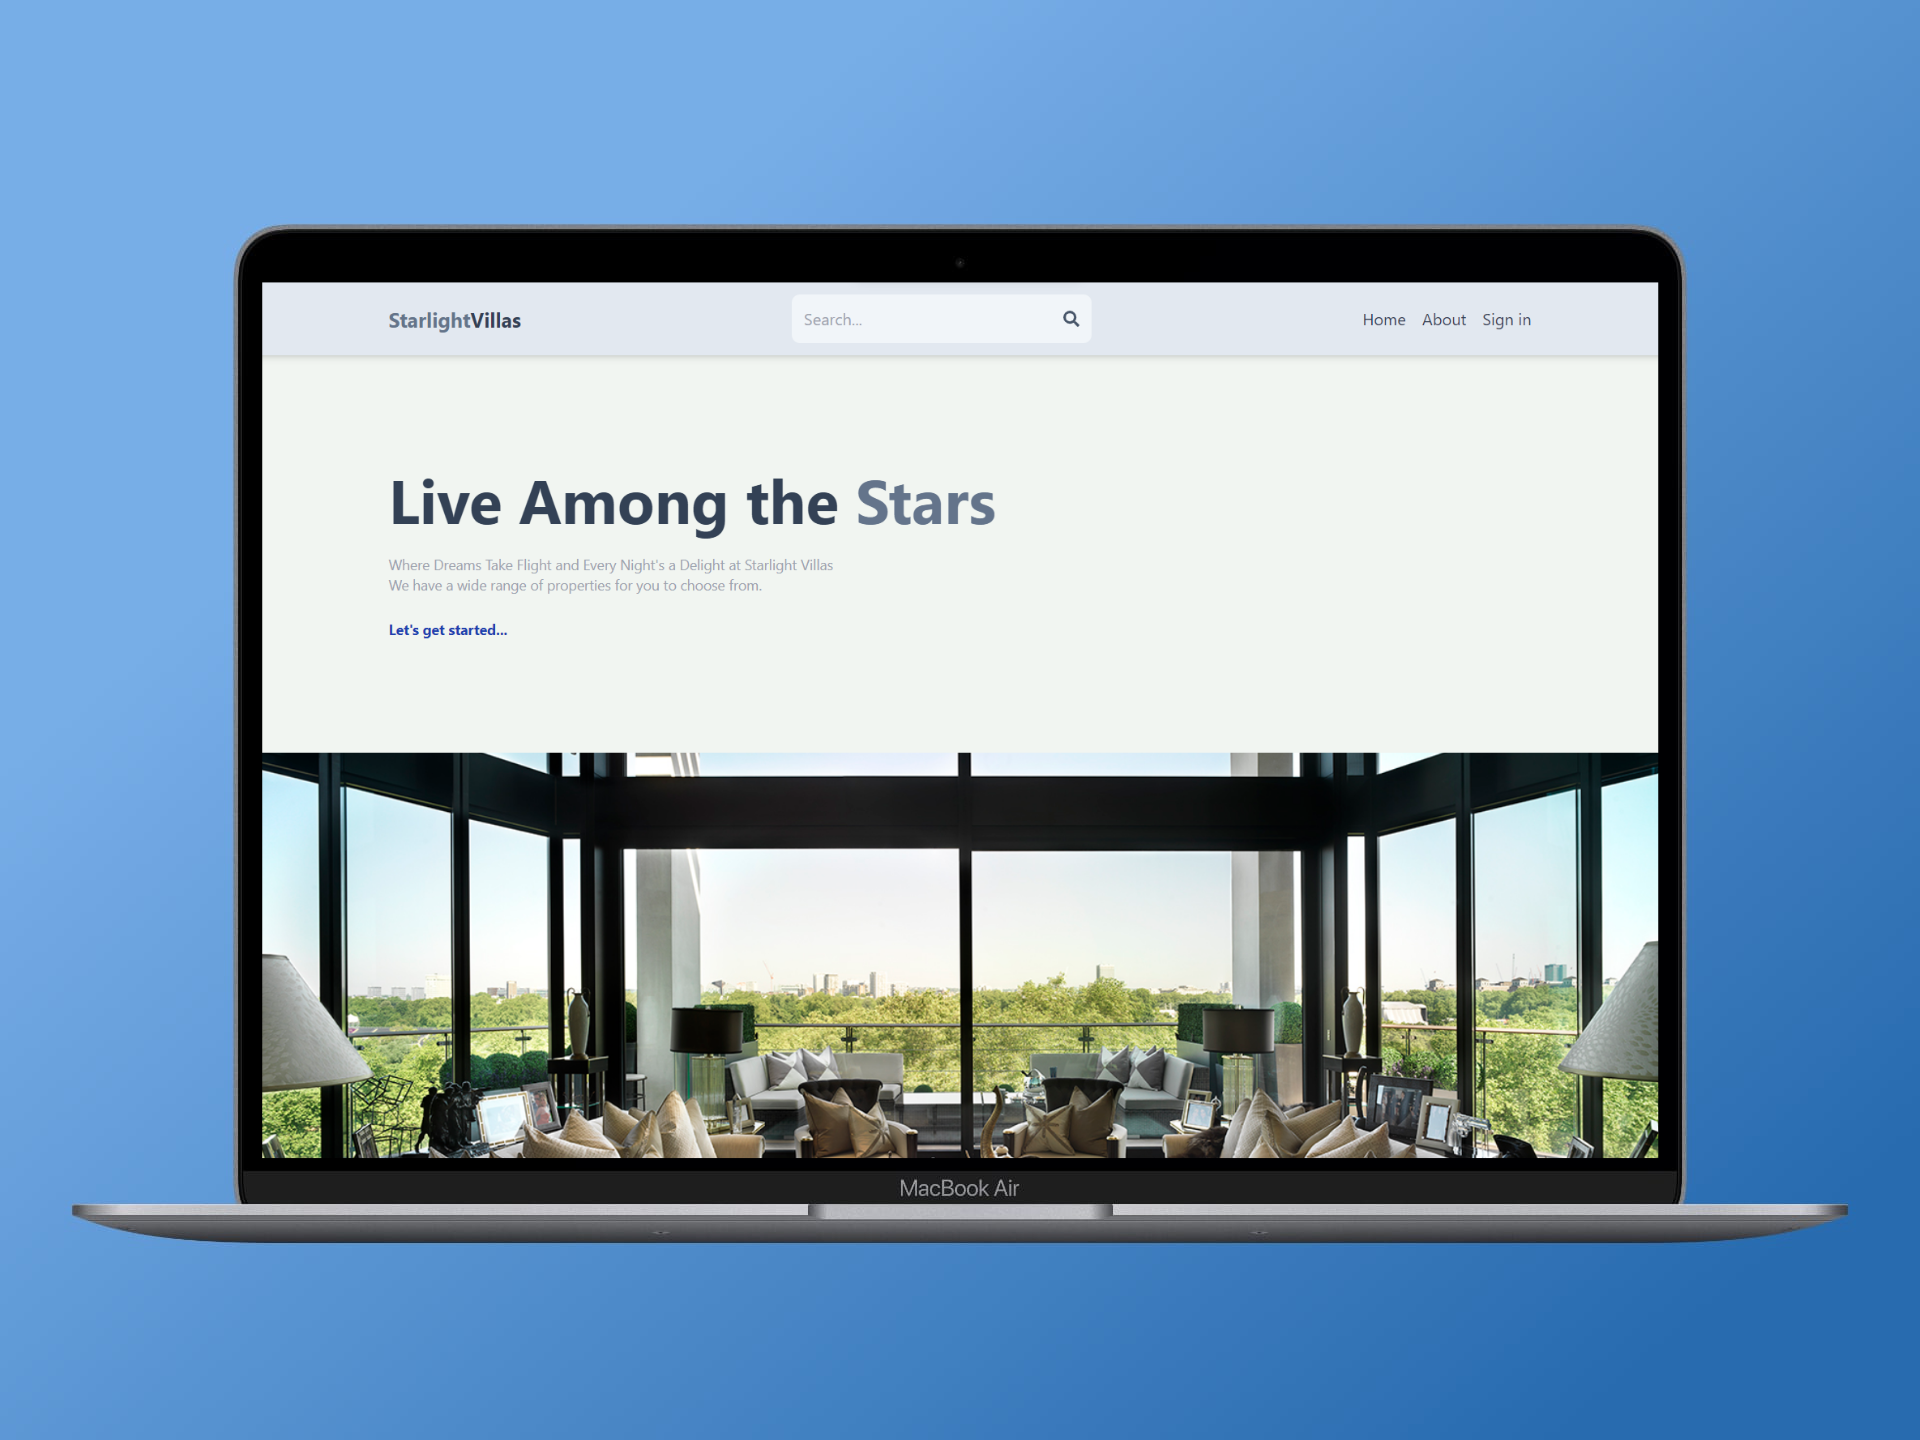 StarlightVillas
Search...
Home About Sign in
Live Among the Stars
Where Dreams Take Flight and Every Night's a Delight at Starlight Villas
We have a wide range of properties for you to choose from.
Let's get started...
MacBook Air